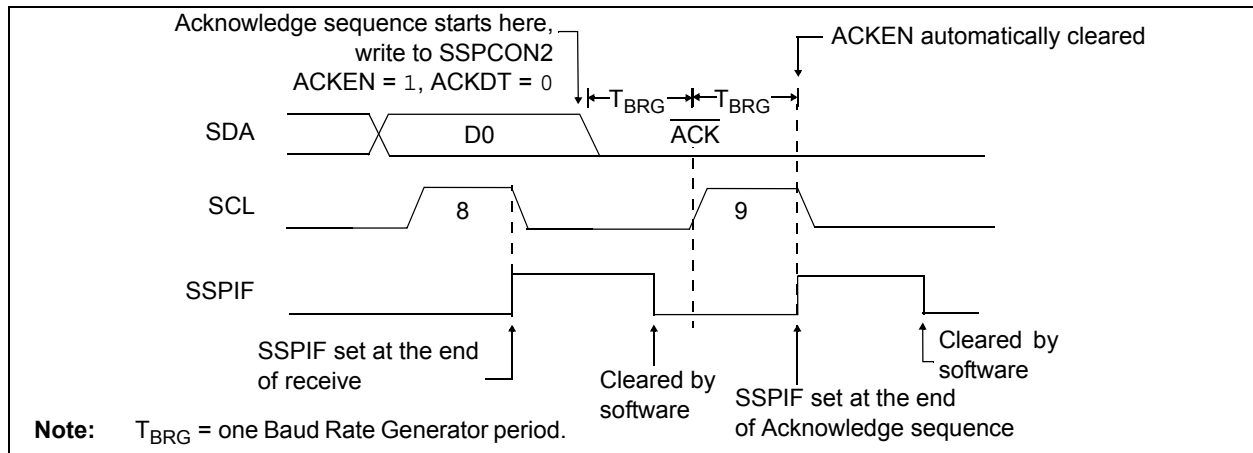 Acknowledge sequence starts here,
write to SSPCON2
ACKEN = 1, ACKDT = 0
ACKEN automatically cleared
TBRG
TBRG
SDA
D0
ACK
SCL
8
9
SSPIF
SSPIF set at the end
of receive
Cleared by
software
SSPIF set at the end
of Acknowledge sequence
Cleared by
software
Note: TBRG = one Baud Rate Generator period.